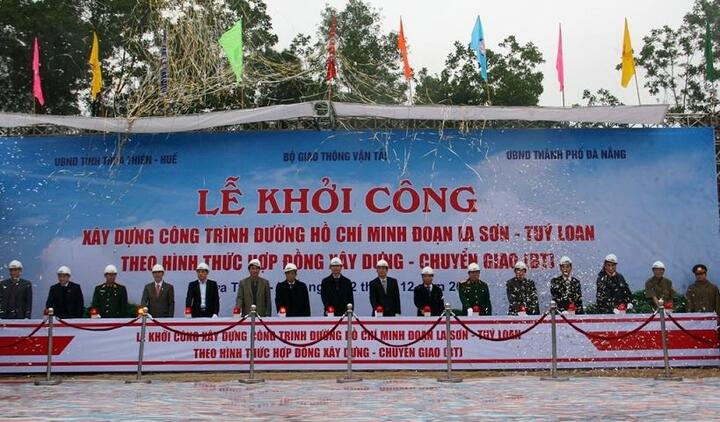 UBND TỈNH THỪA THIÊN - HUẾ
BỘ GIAO THÔNG VẬN TẢI
UBND THÀNH PHỐ ĐÀ NẴNG
LỄ KHỞI CÔNG
XÂY DỰNG CÔNG TRÌNH ĐƯỜNG HỒ CHÍ MINH ĐOẠN LA SƠN - TUÝ LOAN
THEO HÌNH THỨC HỢP ĐỒNG XÂY DỰNG - CHUYỂN GIAO (BT)
12
LỄ KHỞI CÔNG XÂY DỰNG CÔNG TRÌNH ĐƯỜNG HỒ CHÍ MINH ĐOẠN LA SƠN - TUÝ LOAN
THEO HÌNH THỨC HỢP ĐỒNG XÂY DỰNG - CHUYỂN GIAO (BT)